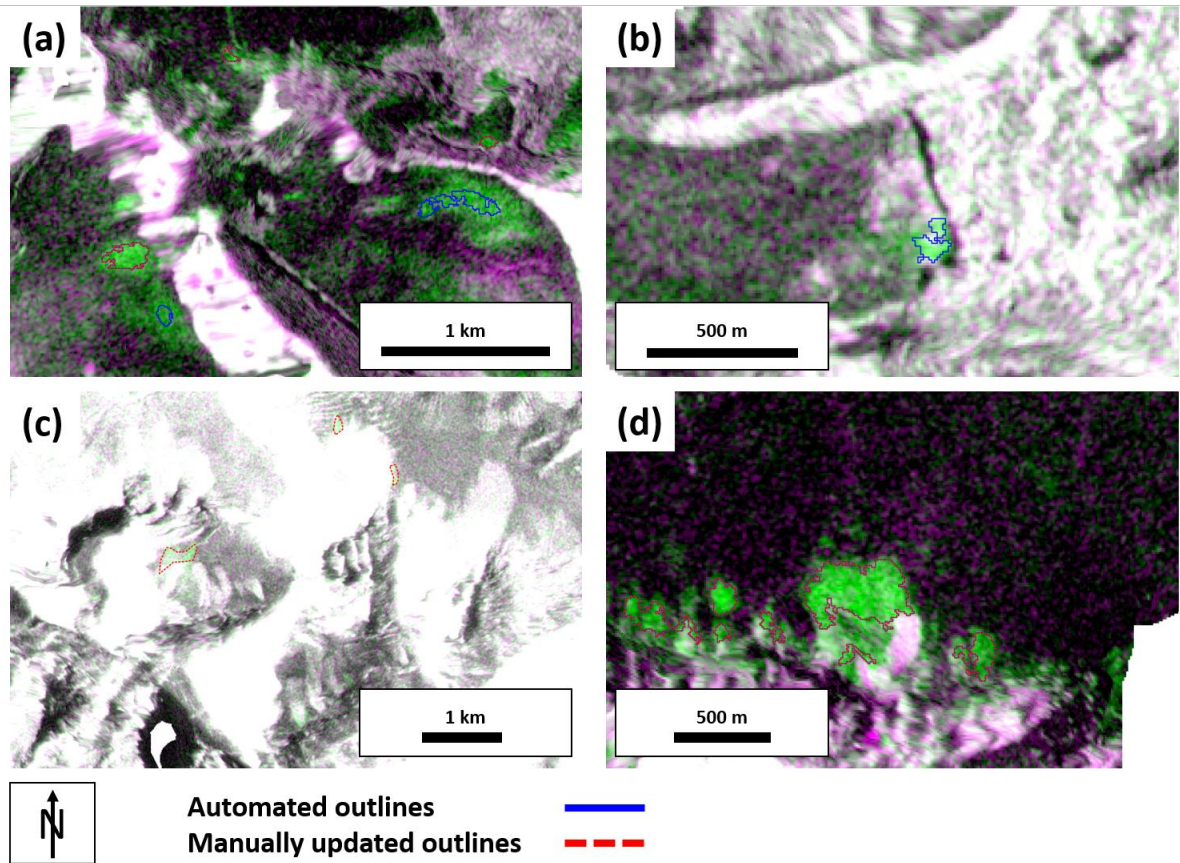 (a)
(b)
1 km
500 m
(c)
(d)
1 km
500 m
N
Automated outlines
Manually updated outlines